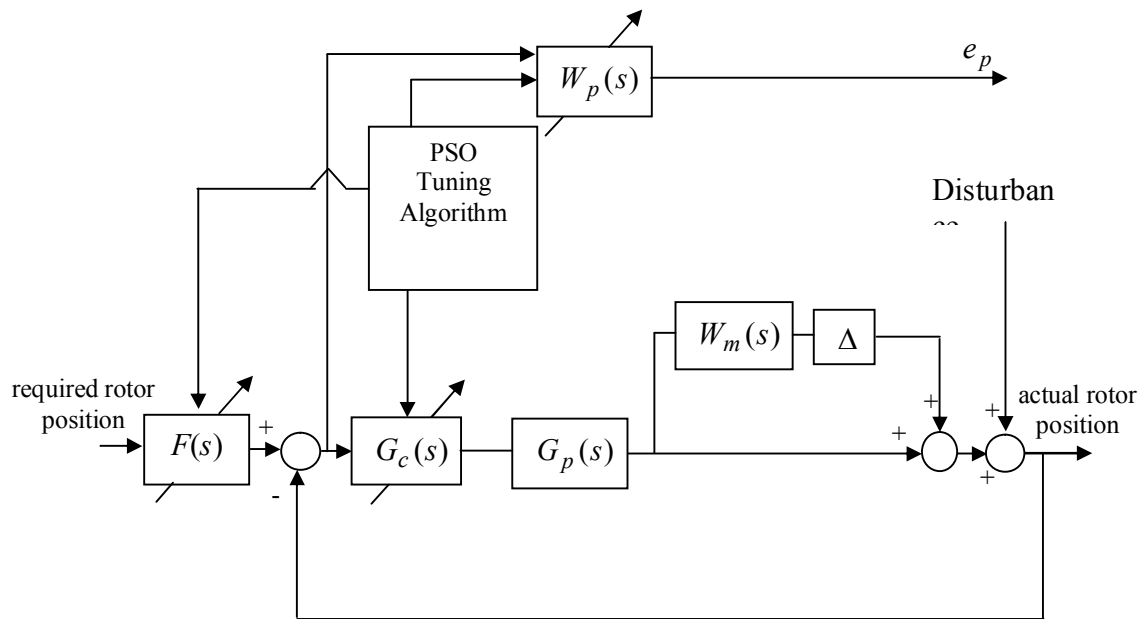 e_p
W_p(s)
PSO
Tuning
Algorithm
Disturban
W_m(s)
Δ
required rotor
position
F(s)
+
-
G_c(s)
G_p(s)
+
+
+
+
actual rotor
position